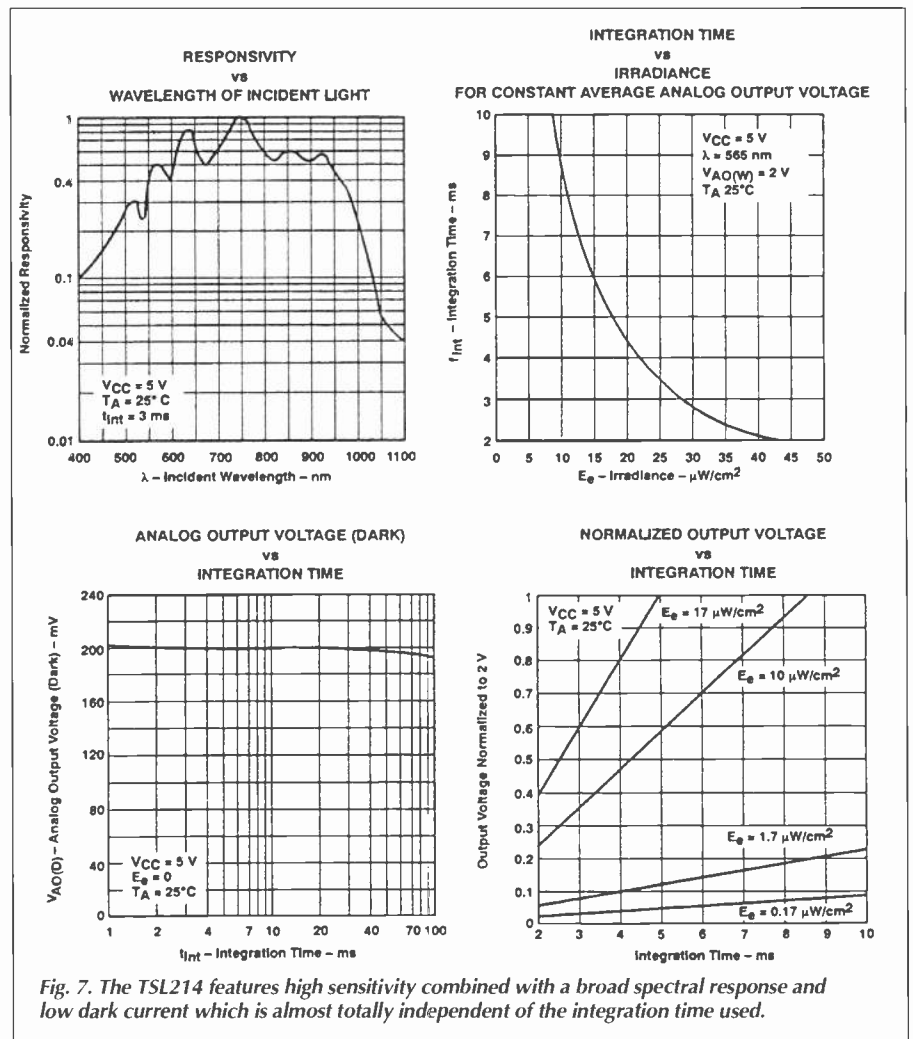 RESPONSIVITY
vs
WAVELENGTH OF INCIDENT LIGHT
Normalized Responsivity
1
0.4
0.1
0.04
0.01
VCC = 5 V
TA = 25° C
tint = 3 ms
400 500 600 700 800 900 1000 1100
λ – Incident Wavelength – nm
INTEGRATION TIME
vs
IRRADIANCE
FOR CONSTANT AVERAGE ANALOG OUTPUT VOLTAGE
tint – Integration Time – ms
10
9
8
7
6
5
4
3
2
VCC = 5 V
λ = 565 nm
VAO(W) = 2 V
TA 25°C
0 5 10 15 20 25 30 35 40 45 50
Ee – Irradiance – μW/cm2
ANALOG OUTPUT VOLTAGE (DARK)
vs
INTEGRATION TIME
VAO(D) – Analog Output Voltage (Dark) – mV
240
200
160
120
80
40
0
VCC = 5 V
Ee = 0
TA = 25°C
1 2 4 7 10 20 40 70 100
tint – Integration Time – ms
NORMALIZED OUTPUT VOLTAGE
vs
INTEGRATION TIME
Output Voltage Normalized to 2 V
1
0.9
0.8
0.7
0.6
0.5
0.4
0.3
0.2
0.1
0
VCC = 5 V
TA = 25°C
Ee = 17 μW/cm2
Ee = 10 μW/cm2
Ee = 1.7 μW/cm2
Ee = 0.17 μW/cm2
2 3 4 5 6 7 8 9 10
Integration Time – ms
Fig. 7. The TSL214 features high sensitivity combined with a broad spectral response and
low dark current which is almost totally independent of the integration time used.